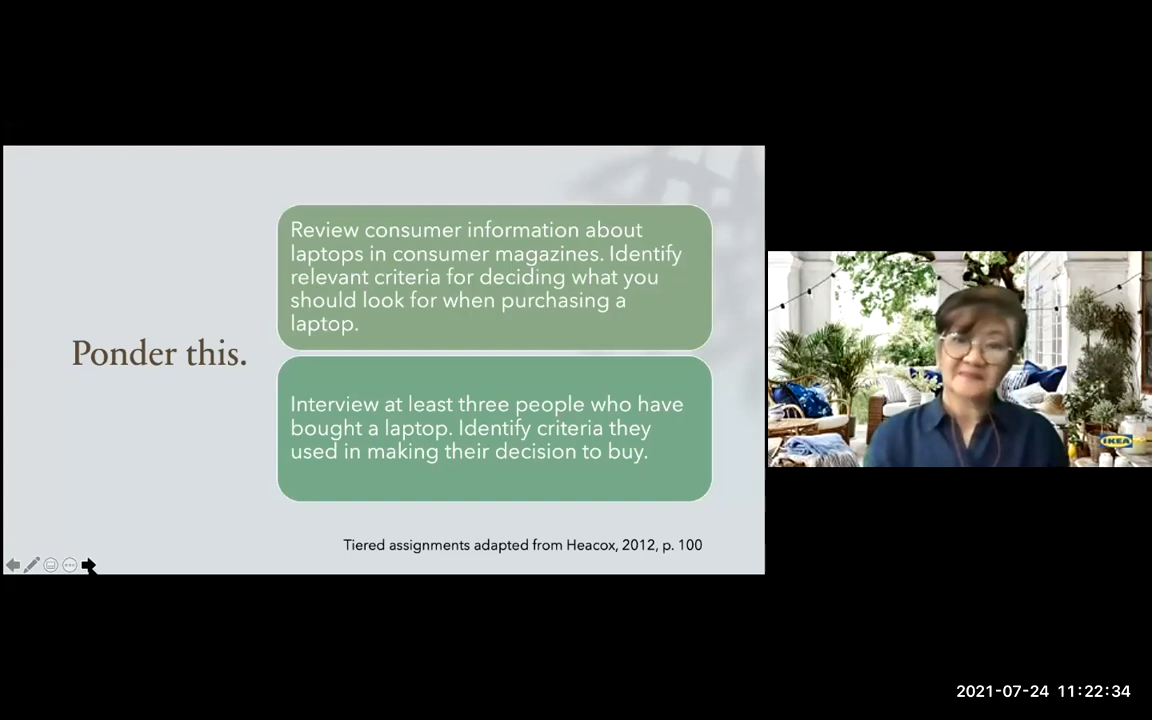 Ponder this.
Review consumer information about
laptops in consumer magazines. Identify
relevant criteria for deciding what you
should look for when purchasing a
laptop.
Interview at least three people who have
bought a laptop. Identify criteria they
used in making their decision to buy.
Tiered assignments adapted from Heacox, 2012, p. 100
IKEA
2021-07-24 11:22:34